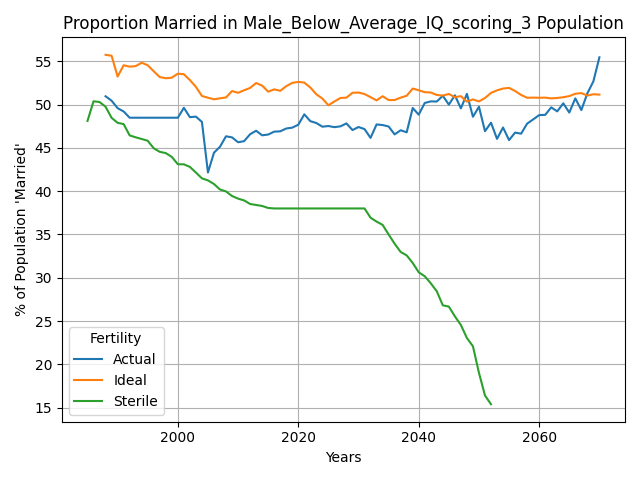 Proportion Married in Male_Below_Average_IQ_scoring_3 Population
% of Population 'Married'
55
50
45
40
35
30
25
20
15
Fertility
Actual
Ideal
Sterile
2000 2020 2040 2060
Years